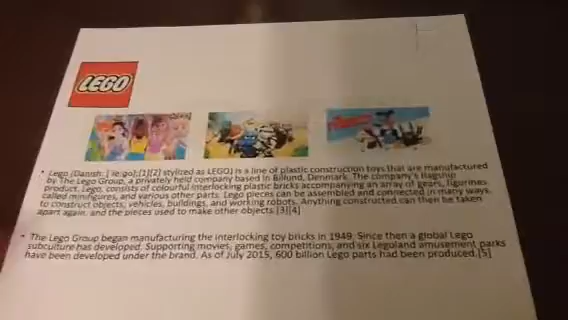 LEGO
• Lego (Danish: [ˈleːɡo];[1][2] stylized as LEGO) is a line of plastic construction toys that are manufactured
by The Lego Group, a privately held company based in Billund, Denmark. The company's flagship
product, Lego, consists of colourful interlocking plastic bricks accompanying an array of gears, figurines
called minifigures, and various other parts. Lego pieces can be assembled and connected in many ways,
to construct objects, vehicles, buildings, and working robots. Anything constructed can then be taken
apart again, and the pieces used to make other objects.[3][4]
• The Lego Group began manufacturing the interlocking toy bricks in 1949. Since then a global Lego
subculture has developed. Supporting movies, games, competitions, and six Legoland amusement parks
have been developed under the brand. As of July 2015, 600 billion Lego parts had been produced.[5]